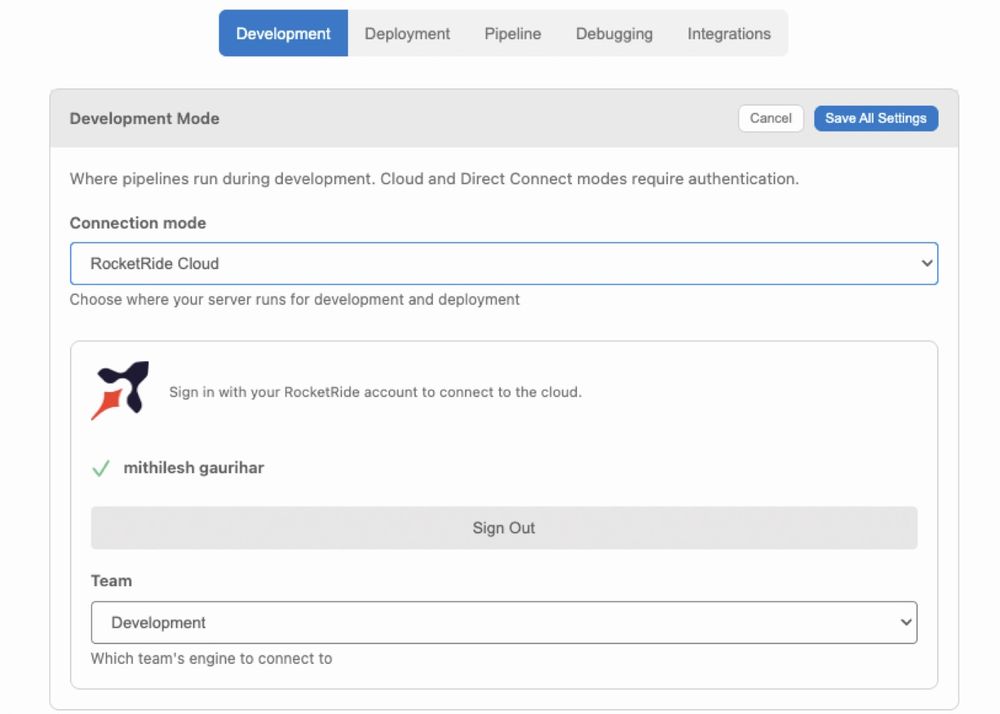 Development Deployment Pipeline Debugging Integrations
Development Mode Cancel Save All Settings
Where pipelines run during development. Cloud and Direct Connect modes require authentication.
Connection mode
RocketRide Cloud
Choose where your server runs for development and deployment
Sign in with your RocketRide account to connect to the cloud.
mithilesh gaurihar
Sign Out
Team
Development
Which team's engine to connect to